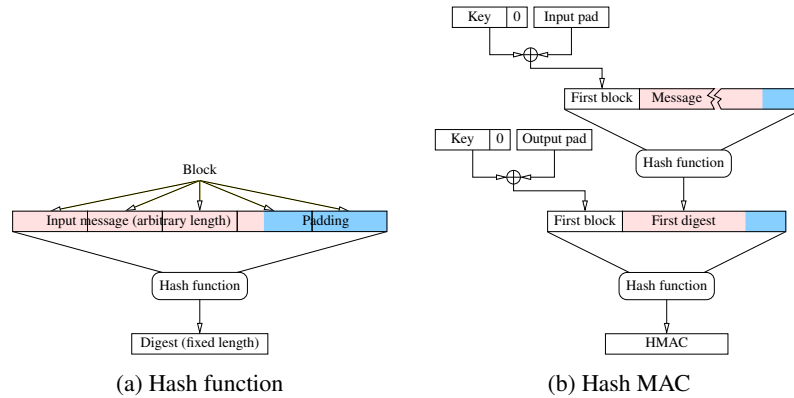 Key 0 Input pad
First block Message
Key 0 Output pad
Hash function
First block First digest
Hash function
HMAC
(b) Hash MAC
Block
Input message (arbitrary length) Padding
Hash function
Digest (fixed length)
(a) Hash function